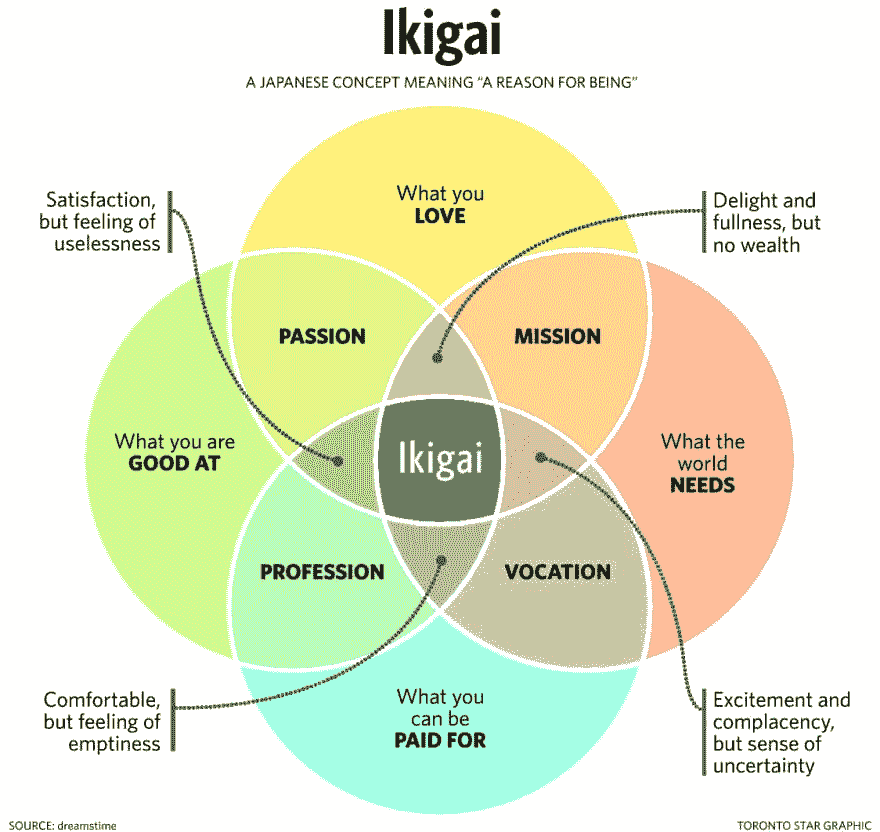 Ikigai
A JAPANESE CONCEPT MEANING “A REASON FOR BEING”
What you
LOVE
Satisfaction,
but feeling of
uselessness
Delight and
fullness, but
no wealth
PASSION
MISSION
What you are
GOOD AT
Ikigai
What the
world
NEEDS
PROFESSION
VOCATION
What you
can be
PAID FOR
Comfortable,
but feeling of
emptiness
Excitement and
complacency,
but sense of
uncertainty
SOURCE: dreamstime
TORONTO STAR GRAPHIC